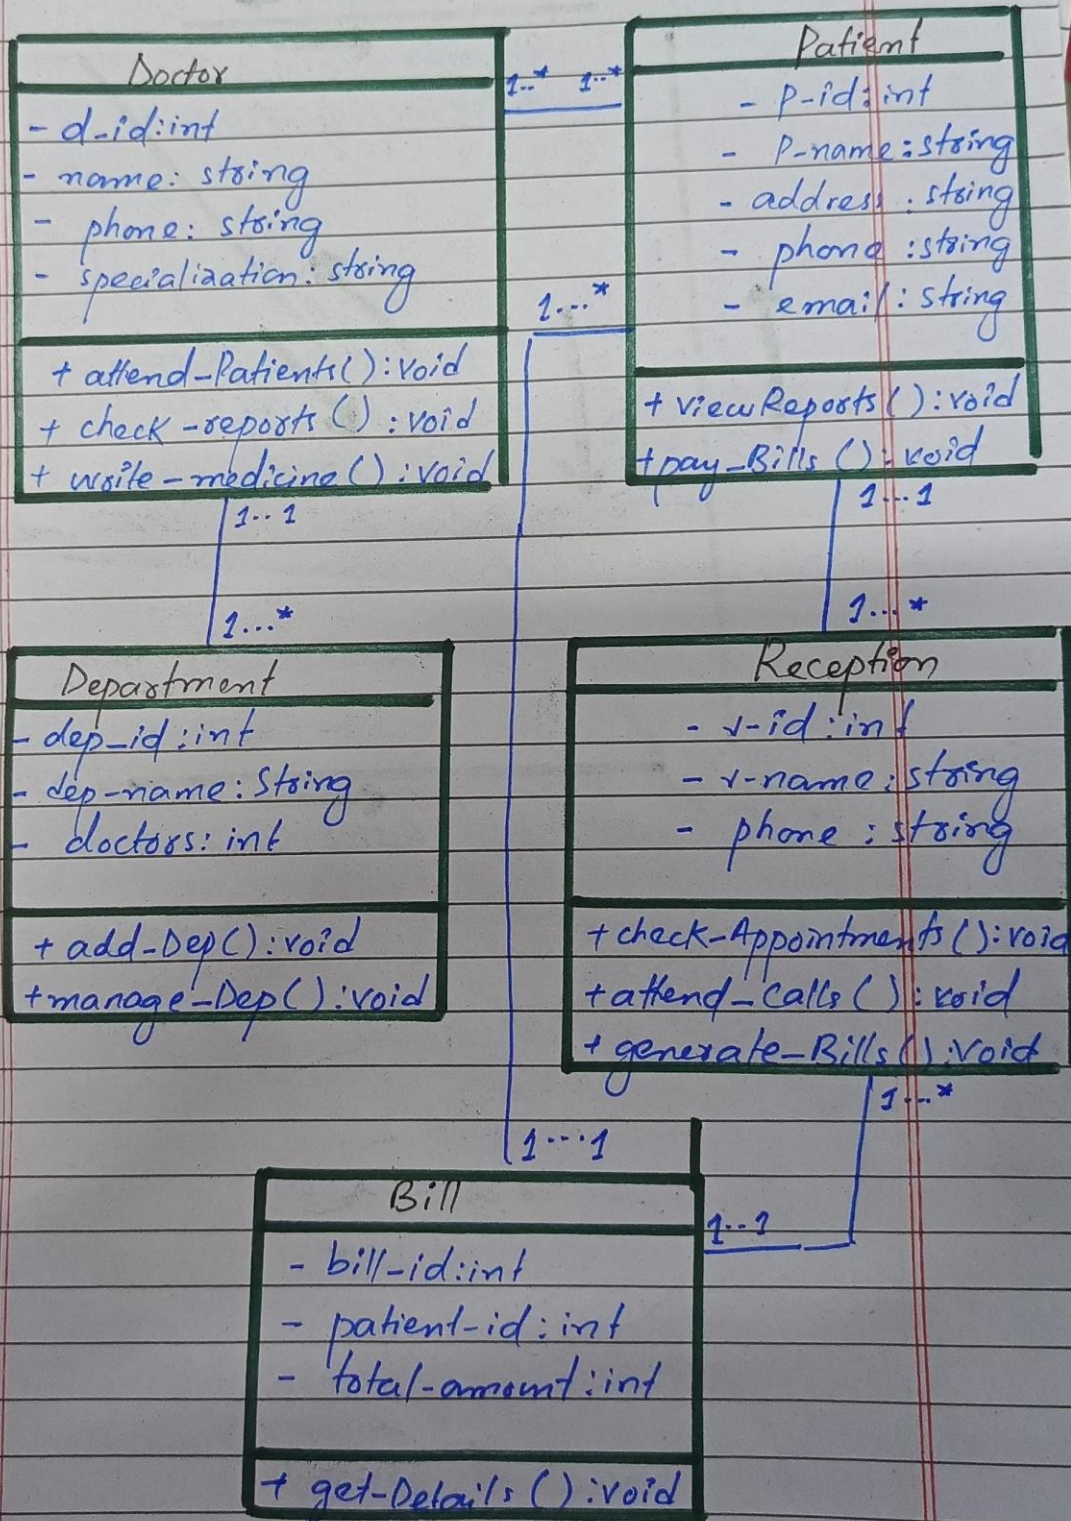 Doctor
- d-id:int
- name: string
- phone: string
- specialization: string
+ attend-Patients():void
+ check-reports():void
+ write-medicine():void
1..*
1..*
Patient
- P-id:int
- P-name:string
- address:string
- phone:string
- email:string
+ viewReports():void
+ pay-Bills():void
1...*
1..1
1...*
1...1
1...*
Department
- dep-id:int
- dep-name:String
- doctors:int
+ add-Dep():void
+ manage-Dep():void
Reception
- r-id:int
- r-name:string
- phone:string
+ check-Appointments():void
+ attend-Calls():void
+ generate-Bills():void
1...*
1....1
1..1
Bill
- bill-id:int
- patient-id:int
- total-amount:int
+ get-Details():void